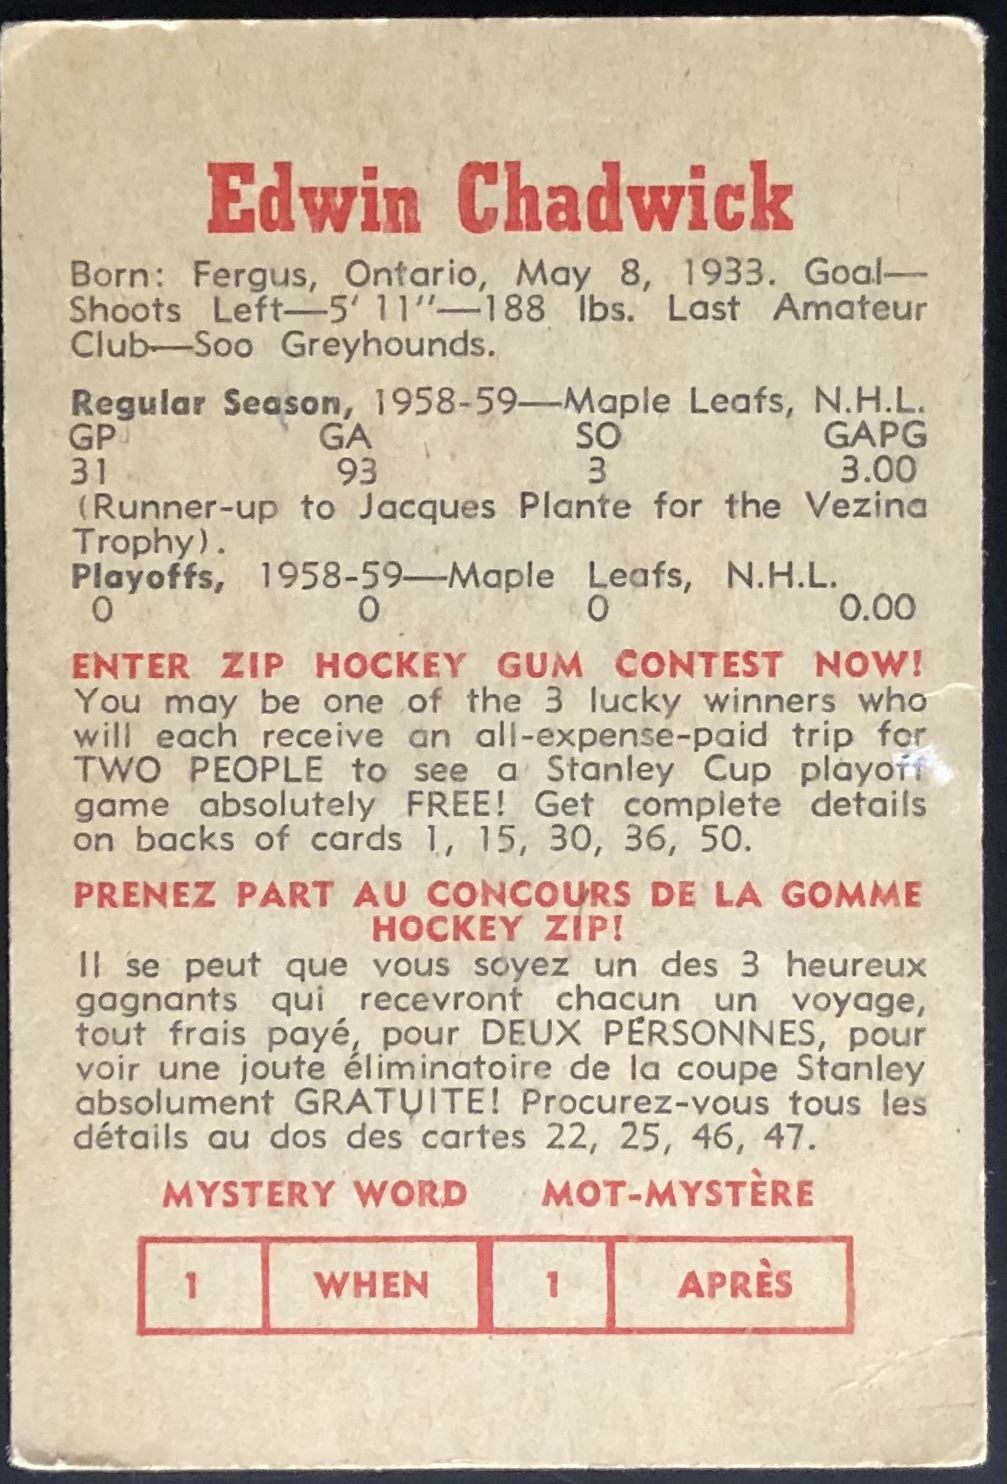 Edwin Chadwick
Born: Fergus, Ontario, May 8, 1933. Goal—
Shoots Left—5' 11"—188 lbs. Last Amateur
Club—Soo Greyhounds.
Regular Season, 1958-59—Maple Leafs, N.H.L.
GP GA SO GAPG
31 93 3 3.00
(Runner-up to Jacques Plante for the Vezina
Trophy).
Playoffs, 1958-59—Maple Leafs, N.H.L.
0 0 0 0.00
ENTER ZIP HOCKEY GUM CONTEST NOW!
You may be one of the 3 lucky winners who
will each receive an all-expense-paid trip for
TWO PEOPLE to see a Stanley Cup playoff
game absolutely FREE! Get complete details
on backs of cards 1, 15, 30, 36, 50.
PRENEZ PART AU CONCOURS DE LA GOMME
HOCKEY ZIP!
Il se peut que vous soyez un des 3 heureux
gagnants qui recevront chacun un voyage,
tout frais payé, pour DEUX PERSONNES, pour
voir une joute éliminatoire de la coupe Stanley
absolument GRATUITE! Procurez-vous tous les
détails au dos des cartes 22, 25, 46, 47.
MYSTERY WORD MOT-MYSTÈRE
1 WHEN 1 APRÈS